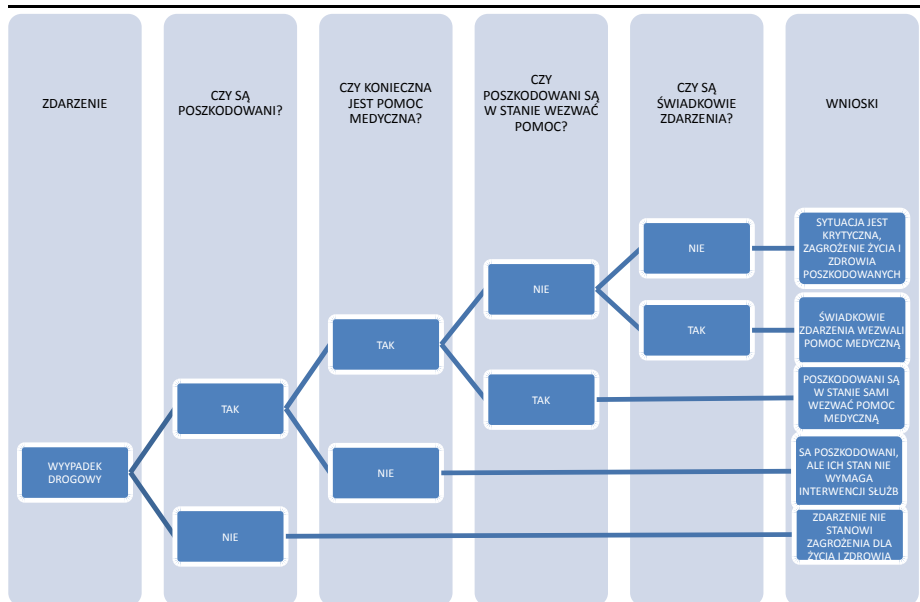 ZDARZENIE
CZY SĄ
POSZKODOWANI?
CZY KONIECZNA
JEST POMOC
MEDYCZNA?
CZY
POSZKODOWANI SĄ
W STANIE WEZWAĆ
POMOC?
CZY SĄ
ŚWIADKOWIE
ZDARZENIA?
WNIOSKI
WYYPADEK
DROGOWY
TAK
NIE
TAK
NIE
NIE
TAK
NIE
TAK
SYTUACJA JEST
KRYTYCZNA,
ZAGROŻENIE ŻYCIA I
ZDROWIA
POSZKODOWANYCH
ŚWIADKOWIE
ZDARZENIA WEZWALI
POMOC MEDYCZNĄ
POSZKODOWANI SĄ
W STANIE SAMI
WEZWAĆ POMOC
MEDYCZNĄ
SA POSZKODOWANI,
ALE ICH STAN NIE
WYMAGA
INTERWENCJI SŁUŻB
ZDARZENIE NIE
STANOWI
ZAGROŻENIA DLA
ŻYCIA I ZDROWIA